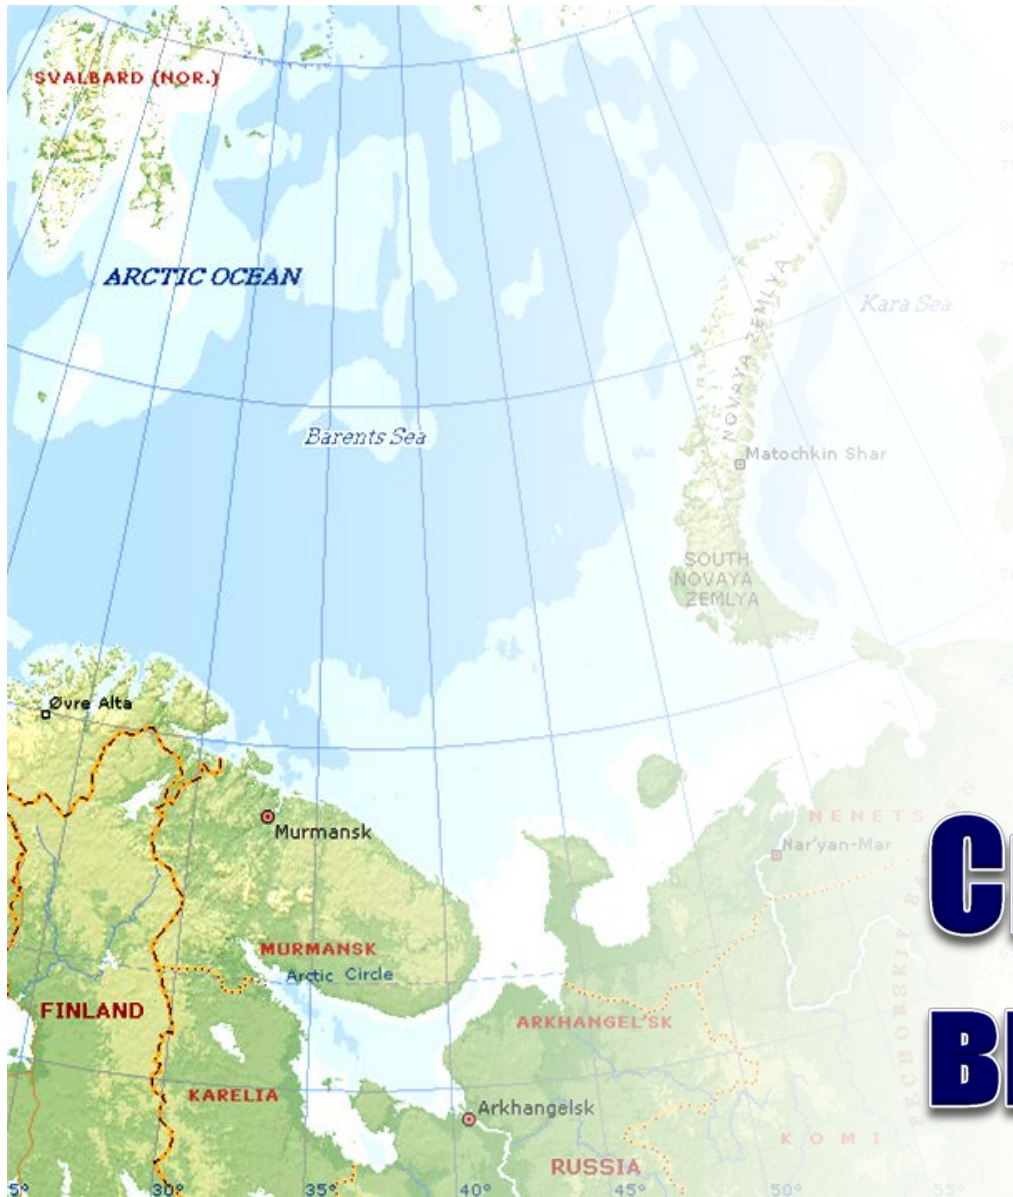 SVALBARD (NOR.)
ARCTIC OCEAN
Kara Sea
NOVAYA ZEMLYA
Barents Sea
Matochkin Shar
SOUTH
NOVAYA
ZEMLYA
Øvre Alta
Murmansk
NENETS
Nar'yan-Mar
MURMANSK
Arctic Circle
FINLAND
ARKHANGEL'SK
KARELIA
Arkhangelsk
KOMI
RUSSIA
30°
35°
40°
45°
50°
55°